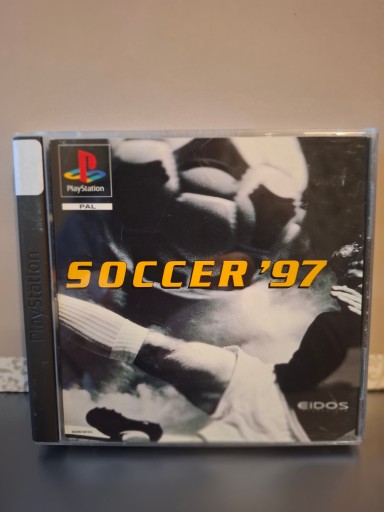 PlayStation
PAL
PlayStation
SOCCER '97
EIDOS